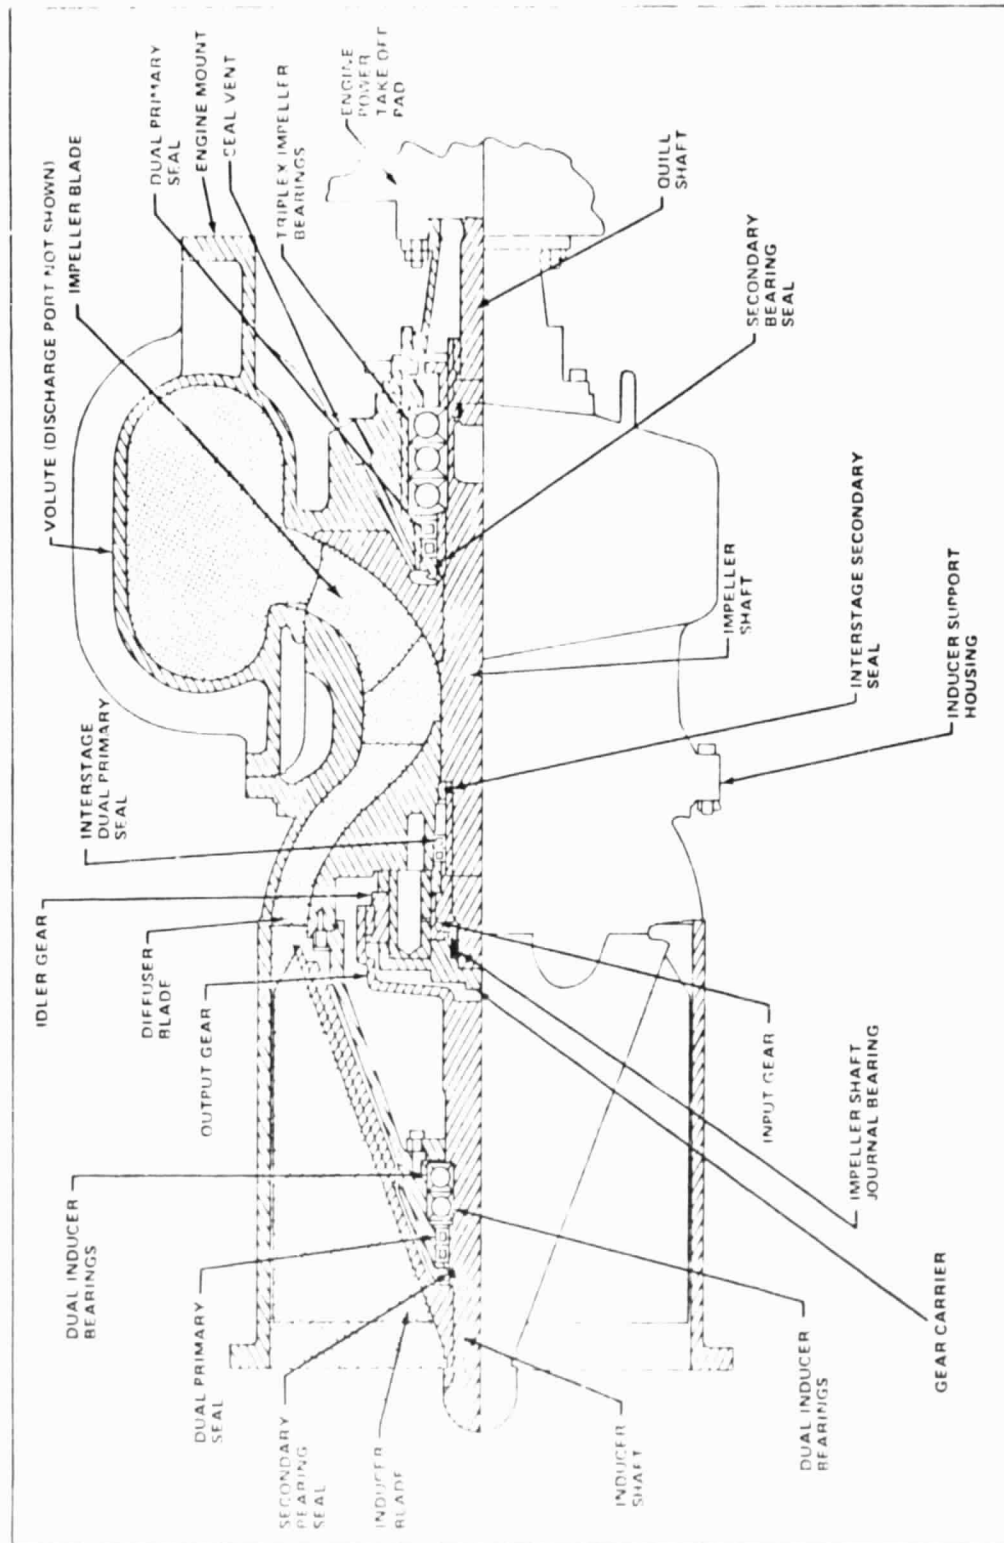 VOLUTE (DISCHARGE PORT NOT SHOWN)
IMPELLER BLADE
DUAL PRIMARY
SEAL
ENGINE MOUNT
SEAL VENT
TRIPLEX IMPELLER
BEARINGS
ENGINE
POWER
TAKE OFF
PAD
INTERSTAGE
DUAL PRIMARY
SEAL
IDLER GEAR
DIFFUSER
BLADE
OUTPUT GEAR
DUAL INDUCER
BEARINGS
DUAL PRIMARY
SEAL
SECONDARY
BEARING
SEAL
INDUCER
BLADE
INDUCER
SHAFT
DUAL INDUCER
BEARINGS
GEAR CARRIER
IMPELLER SHAFT
JOURNAL BEARING
INPUT GEAR
INDUCER SUPPORT
HOUSING
INTERSTAGE SECONDARY
SEAL
IMPELLER
SHAFT
SECONDARY
BEARING
SEAL
QUILL
SHAFT